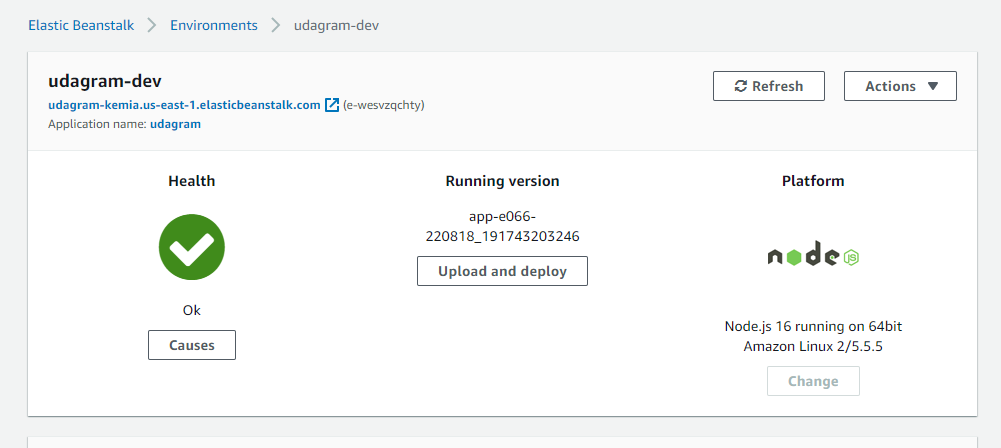 Elastic Beanstalk > Environments > udagram-dev
udagram-dev
Refresh
Actions
udagram-kemia.us-east-1.elasticbeanstalk.com (e-wesvzqchty)
Application name: udagram
Health
Running version
Platform
app-e066-
220818_191743203246
Upload and deploy
node JS
Ok
Causes
Node.js 16 running on 64bit
Amazon Linux 2/5.5.5
Change